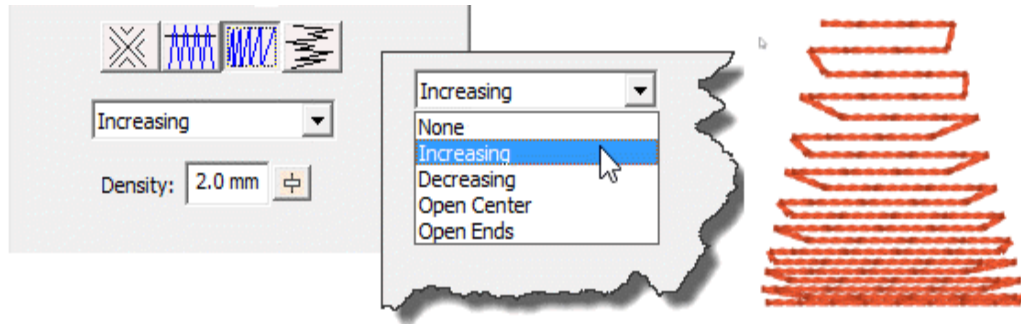 Increasing
Density: 2.0 mm
Increasing
None
Increasing
Decreasing
Open Center
Open Ends